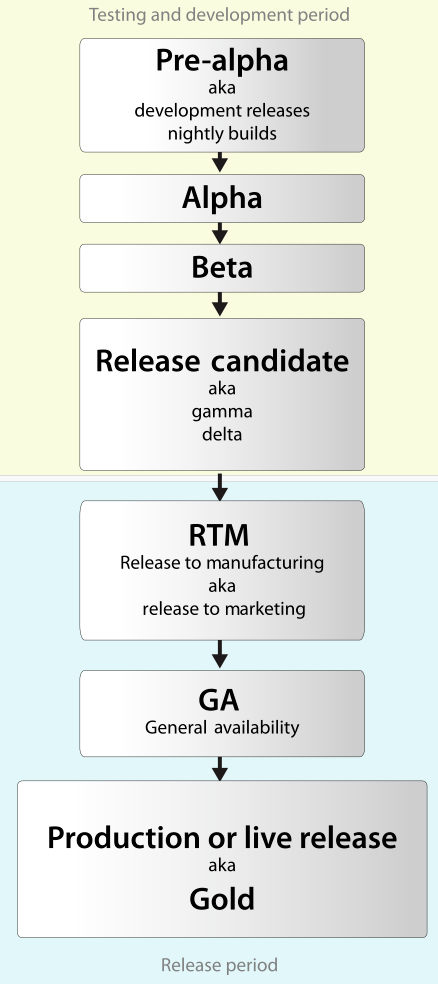 Testing and development period
Pre-alpha
aka
development releases
nightly builds
Alpha
Beta
Release candidate
aka
gamma
delta
RTM
Release to manufacturing
aka
release to marketing
GA
General availability
Production or live release
aka
Gold
Release period